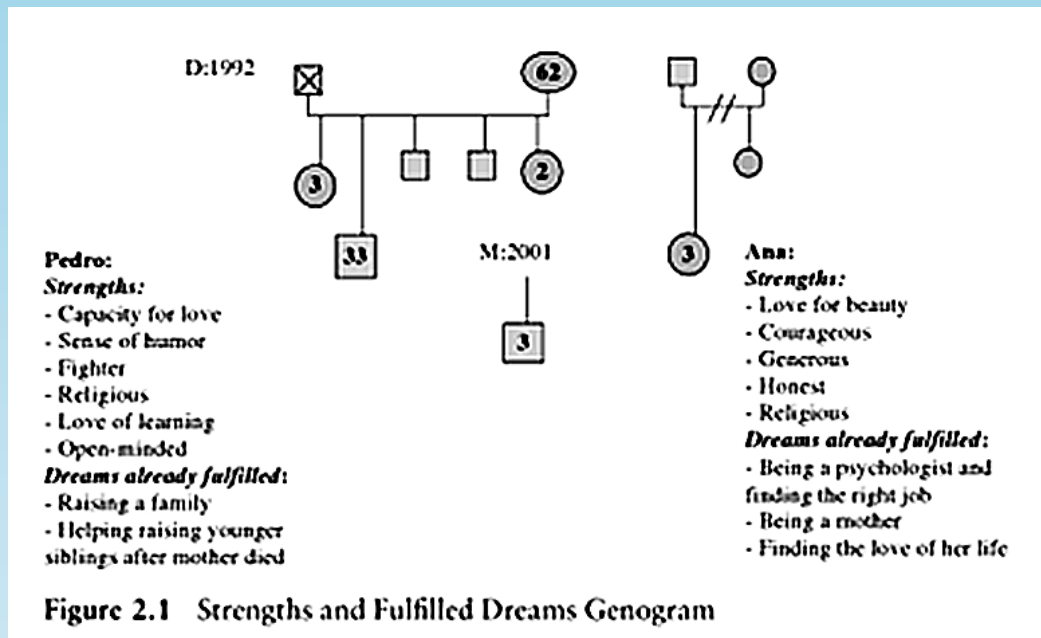 D:1992
62
3
2
33
M:2001
3
3
Pedro:
Strengths:
- Capacity for love
- Sense of humor
- Fighter
- Religious
- Love of learning
- Open-minded
Dreams already fulfilled:
- Raising a family
- Helping raising younger
siblings after mother died
Ana:
Strengths:
- Love for beauty
- Courageous
- Generous
- Honest
- Religious
Dreams already fulfilled:
- Being a psychologist and
finding the right job
- Being a mother
- Finding the love of her life
Figure 2.1 Strengths and Fulfilled Dreams Genogram